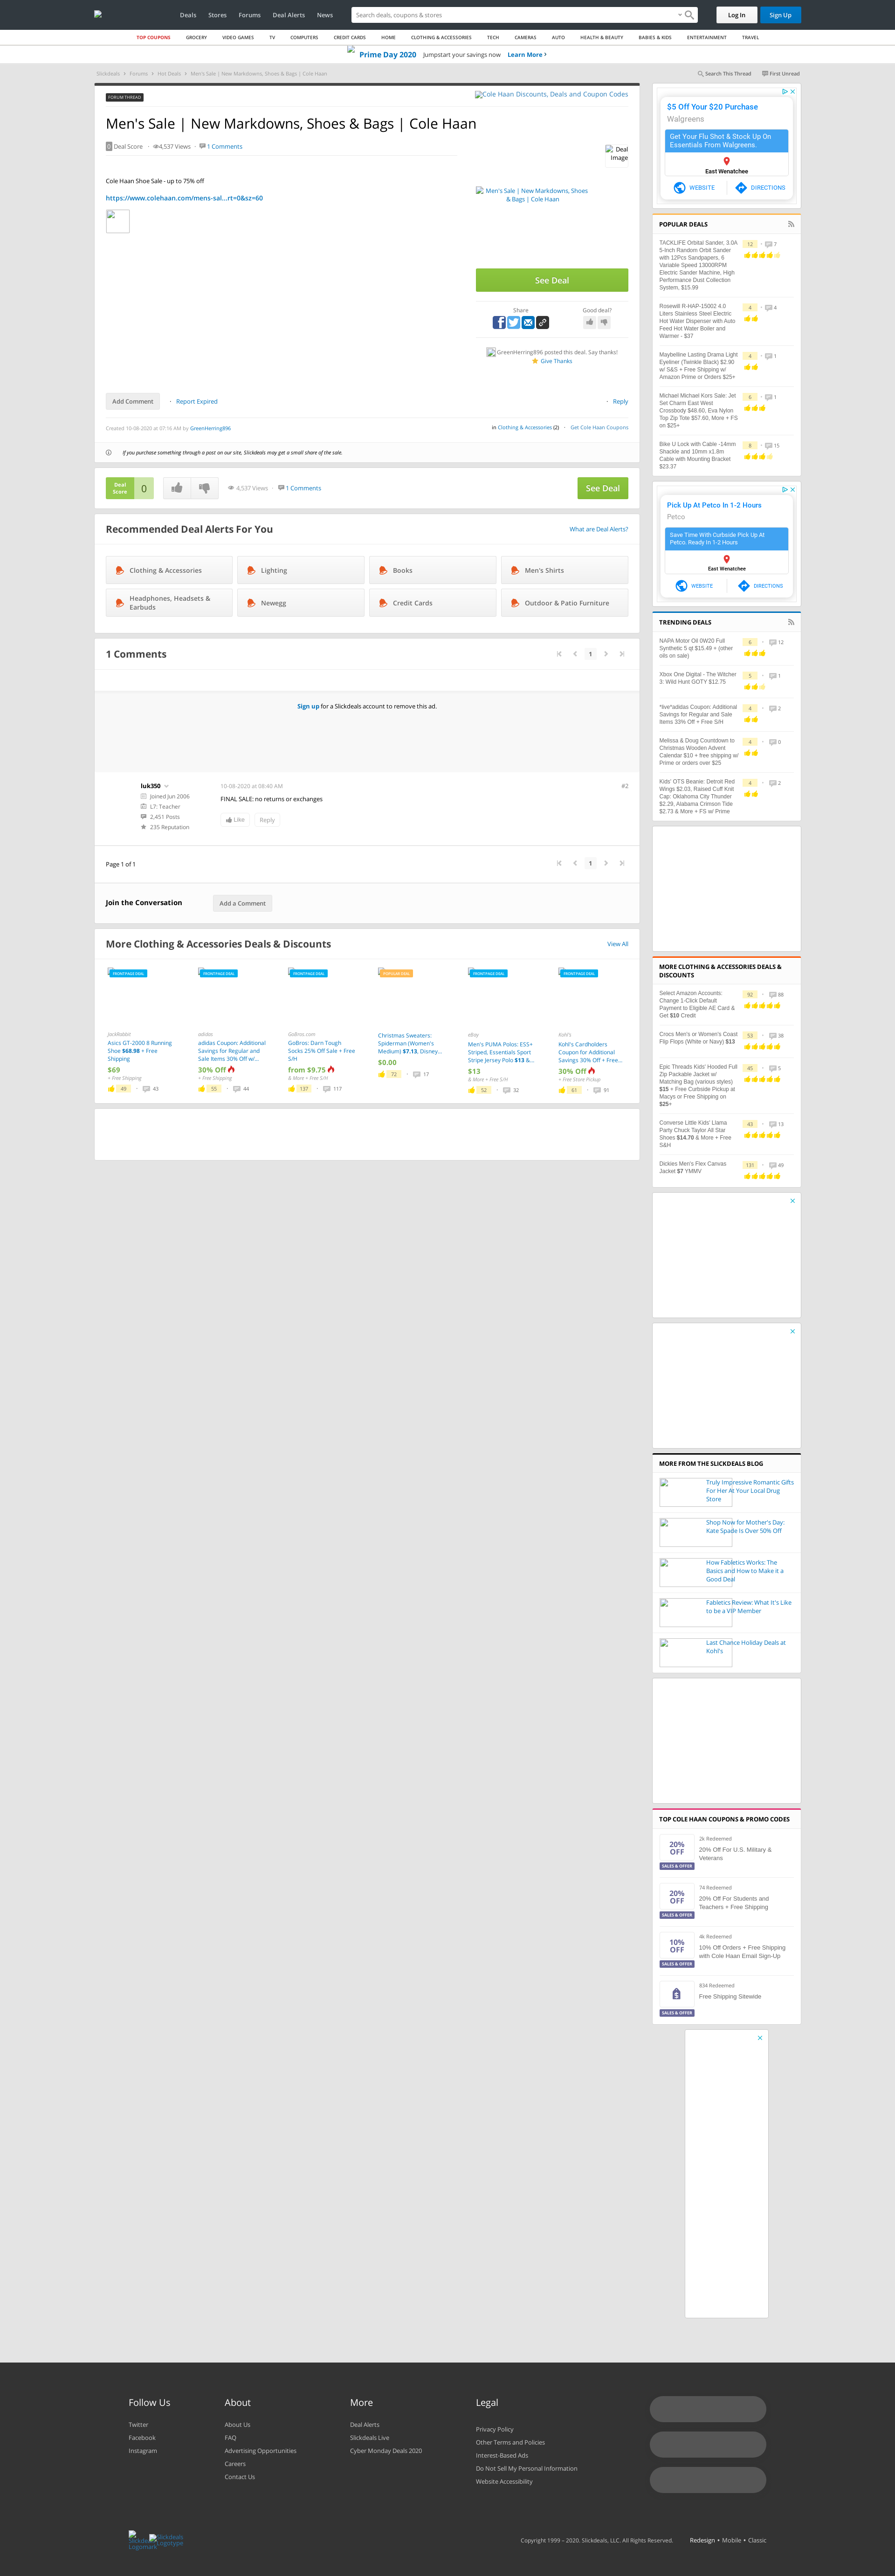 Deals
Stores
Forums
Deal Alerts
News
Search deals, coupons & stores
Log In
Sign Up
TOP COUPONS
GROCERY
VIDEO GAMES
TV
COMPUTERS
CREDIT CARDS
HOME
CLOTHING & ACCESSORIES
TECH
CAMERAS
AUTO
HEALTH & BEAUTY
BABIES & KIDS
ENTERTAINMENT
TRAVEL
Prime Day 2020 Jumpstart your savings now Learn More
Slickdeals Forums Hot Deals Men's Sale | New Markdowns, Shoes & Bags | Cole Haan
Search This Thread
First Unread
FORUM THREAD
Cole Haan Discounts, Deals and Coupon Codes
Men's Sale | New Markdowns, Shoes & Bags | Cole Haan
0 Deal Score 4,537 Views 1 Comments
Deal Image
Cole Haan Shoe Sale - up to 75% off
https://www.colehaan.com/mens-sal...rt=0&sz=60
Men's Sale | New Markdowns, Shoes & Bags | Cole Haan
See Deal
Share
Good deal?
GreenHerring896 posted this deal. Say thanks!
Give Thanks
Add Comment
Report Expired
Reply
Created 10-08-2020 at 07:16 AM by GreenHerring896
in Clothing & Accessories (2)
Get Cole Haan Coupons
If you purchase something through a post on our site, Slickdeals may get a small share of the sale.
Deal Score
0
4,537 Views
1 Comments
See Deal
Recommended Deal Alerts For You
What are Deal Alerts?
Clothing & Accessories
Lighting
Books
Men's Shirts
Headphones, Headsets & Earbuds
Newegg
Credit Cards
Outdoor & Patio Furniture
1 Comments
1
Sign up for a Slickdeals account to remove this ad.
luk350
Joined Jun 2006
L7: Teacher
2,451 Posts
235 Reputation
10-08-2020 at 08:40 AM
#2
FINAL SALE: no returns or exchanges
Like
Reply
Page 1 of 1
1
Join the Conversation
Add a Comment
More Clothing & Accessories Deals & Discounts
View All
FRONTPAGE DEAL
JackRabbit
Asics GT-2000 8 Running Shoe $68.98 + Free Shipping
$69
+ Free Shipping
49
43
FRONTPAGE DEAL
adidas
adidas Coupon: Additional Savings for Regular and Sale Items 30% Off w/...
30% Off
+ Free Shipping
55
44
FRONTPAGE DEAL
GoBros.com
GoBros: Darn Tough Socks 25% Off Sale + Free S/H
from $9.75
& More + Free S/H
137
117
POPULAR DEAL
Christmas Sweaters: Spiderman (Women's Medium) $7.13, Disney...
$0.00
72
17
FRONTPAGE DEAL
eBay
Men's PUMA Polos: ESS+ Striped, Essentials Sport Stripe Jersey Polo $13 &...
$13
& More + Free S/H
52
32
FRONTPAGE DEAL
Kohl's
Kohl's Cardholders Coupon for Additional Savings 30% Off + Free...
30% Off
+ Free Store Pickup
61
91
$5 Off Your $20 Purchase
Walgreens
Get Your Flu Shot & Stock Up On Essentials From Walgreens.
East Wenatchee
WEBSITE
DIRECTIONS
POPULAR DEALS
TACKLIFE Orbital Sander, 3.0A 5-Inch Random Orbit Sander with 12Pcs Sandpapers, 6 Variable Speed 13000RPM Electric Sander Machine, High Performance Dust Collection System, $15.99
12
7
Rosewill R-HAP-15002 4.0 Liters Stainless Steel Electric Hot Water Dispenser with Auto Feed Hot Water Boiler and Warmer - $37
4
4
Maybelline Lasting Drama Light Eyeliner (Twinkle Black) $2.90 w/ S&S + Free Shipping w/ Amazon Prime or Orders $25+
4
1
Michael Michael Kors Sale: Jet Set Charm East West Crossbody $48.60, Eva Nylon Top Zip Tote $57.60, More + FS on $25+
6
1
Bike U Lock with Cable -14mm Shackle and 10mm x1.8m Cable with Mounting Bracket $23.37
8
15
Pick Up At Petco In 1-2 Hours
Petco
Save Time With Curbside Pick Up At Petco. Ready In 1-2 Hours
East Wenatchee
WEBSITE
DIRECTIONS
TRENDING DEALS
NAPA Motor Oil 0W20 Full Synthetic 5 qt $15.49 + (other oils on sale)
6
12
Xbox One Digital - The Witcher 3: Wild Hunt GOTY $12.75
5
1
*live*adidas Coupon: Additional Savings for Regular and Sale Items 33% Off + Free S/H
4
2
Melissa & Doug Countdown to Christmas Wooden Advent Calendar $10 + free shipping w/ Prime or orders over $25
4
0
Kids' OTS Beanie: Detroit Red Wings $2.03, Raised Cuff Knit Cap: Oklahoma City Thunder $2.29, Alabama Crimson Tide $2.73 & More + FS w/ Prime
4
2
MORE CLOTHING & ACCESSORIES DEALS & DISCOUNTS
Select Amazon Accounts: Change 1-Click Default Payment to Eligible AE Card & Get $10 Credit
92
88
Crocs Men's or Women's Coast Flip Flops (White or Navy) $13
53
38
Epic Threads Kids' Hooded Full Zip Packable Jacket w/ Matching Bag (various styles) $15 + Free Curbside Pickup at Macys or Free Shipping on $25+
45
5
Converse Little Kids' Llama Party Chuck Taylor All Star Shoes $14.70 & More + Free S&H
43
13
Dickies Men's Flex Canvas Jacket $7 YMMV
131
49
MORE FROM THE SLICKDEALS BLOG
Truly Impressive Romantic Gifts For Her At Your Local Drug Store
Shop Now for Mother's Day: Kate Spade Is Over 50% Off
How Fabletics Works: The Basics and How to Make it a Good Deal
Fabletics Review: What It's Like to be a VIP Member
Last Chance Holiday Deals at Kohl's
TOP COLE HAAN COUPONS & PROMO CODES
20% OFF
SALES & OFFER
2k Redeemed
20% Off For U.S. Military & Veterans
20% OFF
SALES & OFFER
74 Redeemed
20% Off For Students and Teachers + Free Shipping
10% OFF
SALES & OFFER
4k Redeemed
10% Off Orders + Free Shipping with Cole Haan Email Sign-Up
SALES & OFFER
834 Redeemed
Free Shipping Sitewide
Follow Us
Twitter
Facebook
Instagram
About
About Us
FAQ
Advertising Opportunities
Careers
Contact Us
More
Deal Alerts
Slickdeals Live
Cyber Monday Deals 2020
Legal
Privacy Policy
Other Terms and Policies
Interest-Based Ads
Do Not Sell My Personal Information
Website Accessibility
Slickdeals Logotype
Copyright 1999 – 2020. Slickdeals, LLC. All Rights Reserved.
Redesign • Mobile • Classic